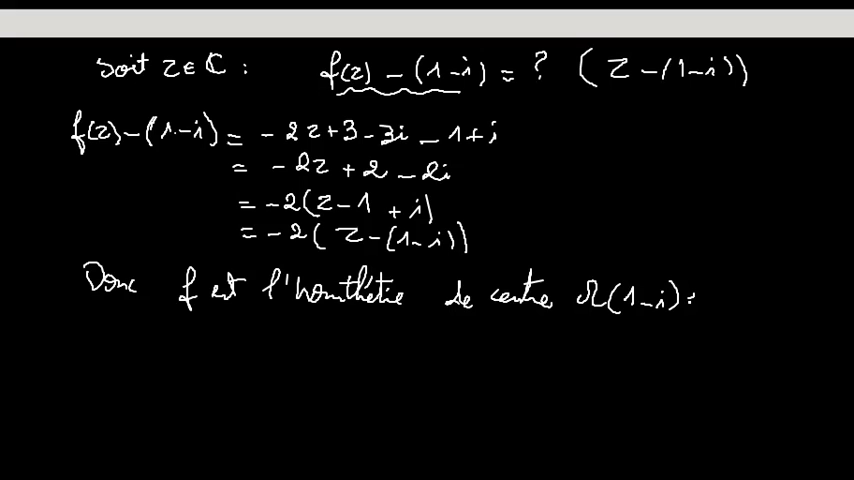 Soit z ∈ ℂ : f(z) - (1-i) = ? (z - (1-i))
f(z) - (1-i) = -2z + 3 - 3i - 1 + i
= -2z + 2 - 2i
= -2(z - 1 + i)
= -2(z - (1-i))
Donc f est l'homthétie de centre Ω(1-i) :